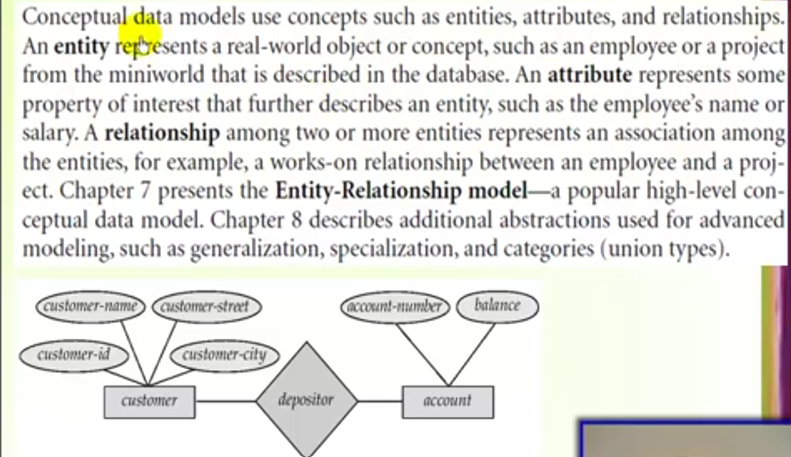 Conceptual data models use concepts such as entities, attributes, and relationships.
An entity represents a real-world object or concept, such as an employee or a project
from the miniworld that is described in the database. An attribute represents some
property of interest that further describes an entity, such as the employee's name or
salary. A relationship among two or more entities represents an association among
the entities, for example, a works-on relationship between an employee and a proj-
ect. Chapter 7 presents the Entity-Relationship model—a popular high-level con-
ceptual data model. Chapter 8 describes additional abstractions used for advanced
modeling, such as generalization, specialization, and categories (union types).
customer-name customer-street account-number balance
customer-id customer-city
customer depositor account